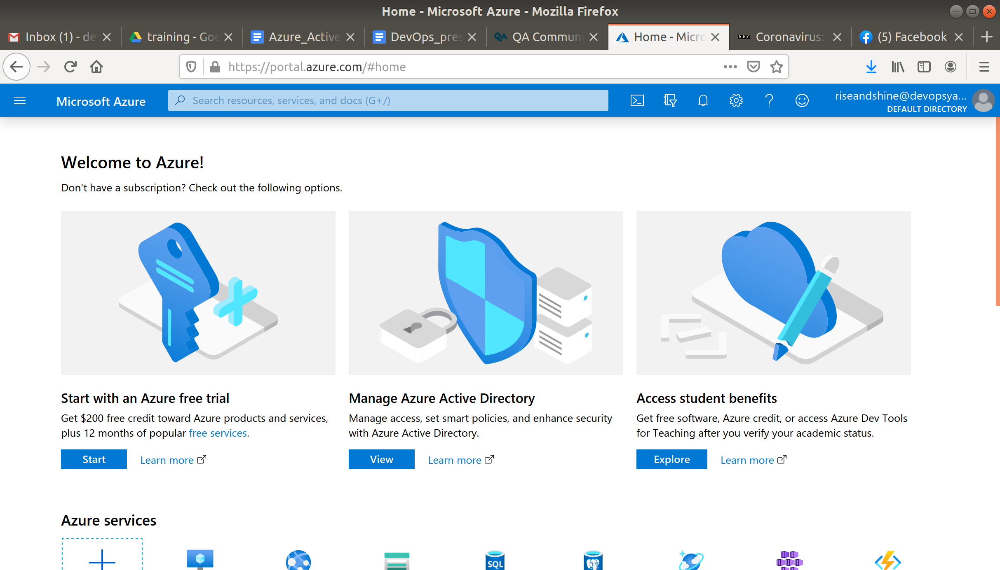 Home - Microsoft Azure - Mozilla Firefox
Inbox (1) - de
training - Goo
Azure_Active
DevOps_pres
QA Communi
Home - Micro
BBC Coronavirus:
(5) Facebook
https://portal.azure.com/#home
Microsoft Azure
Search resources, services, and docs (G+/)
riseandshine@devopsya...
DEFAULT DIRECTORY
Welcome to Azure!
Don't have a subscription? Check out the following options.
Start with an Azure free trial
Get $200 free credit toward Azure products and services,
plus 12 months of popular free services.
Start
Learn more
Manage Azure Active Directory
Manage access, set smart policies, and enhance security
with Azure Active Directory.
View
Learn more
Access student benefits
Get free software, Azure credit, or access Azure Dev Tools
for Teaching after you verify your academic status.
Explore
Learn more
Azure services
SQL